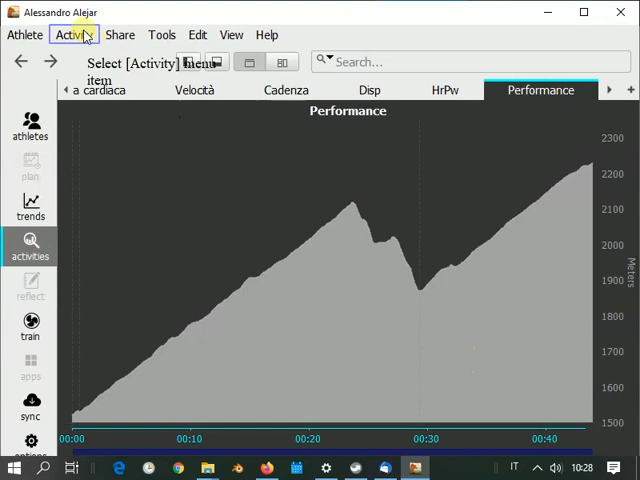 Alessandro Alejar
Athlete Activity Share Tools Edit View Help
Select [Activity] menu
item
Search...
a cardiaca Velocità Cadenza Disp HrPw Performance
Performance
athletes
plan
trends
activities
reflect
train
apps
sync
options
2300
2200
2100
2000
1900
1800
1700
1600
1500
Meters
00:00 00:10 00:20 00:30 00:40
IT 10:28